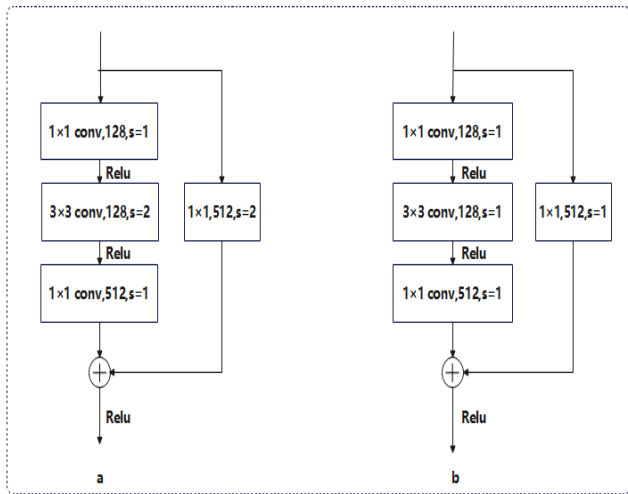 1×1 conv,128,s=1
Relu
3×3 conv,128,s=2
1×1,512,s=2
Relu
1×1 conv,512,s=1
Relu
a
1×1 conv,128,s=1
Relu
3×3 conv,128,s=1
1×1,512,s=1
Relu
1×1 conv,512,s=1
Relu
b